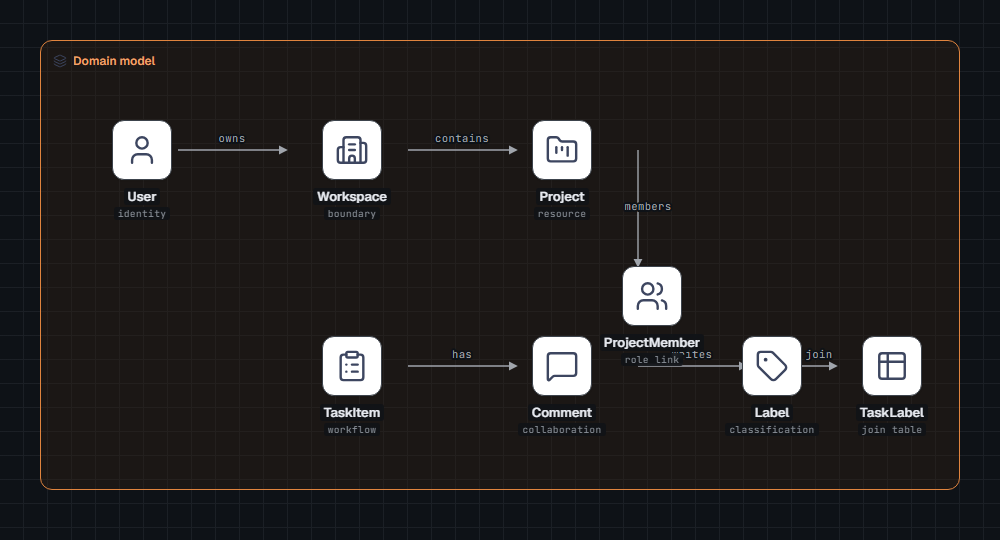 Domain model
owns
contains
User
identity
Workspace
boundary
Project
resource
members
ProjectMember
role link
has
writes
join
TaskItem
workflow
Comment
collaboration
Label
classification
TaskLabel
join table